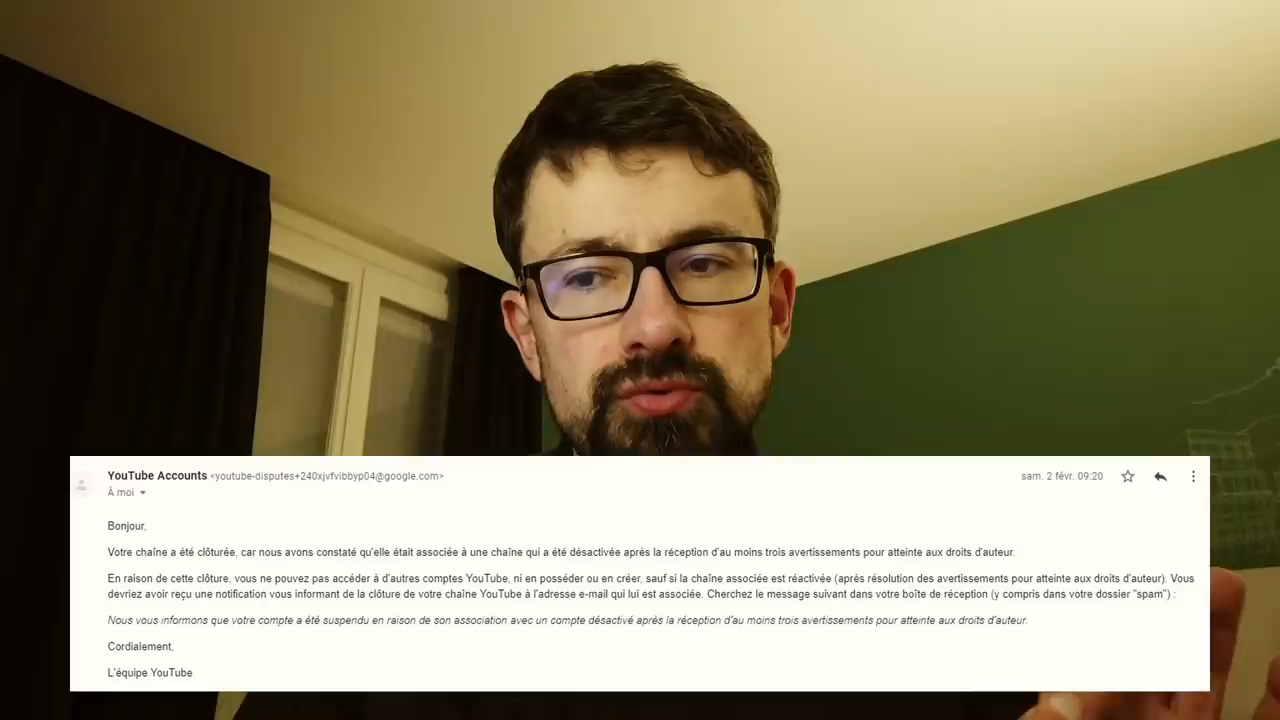 YouTube Accounts <youtube-disputes+240xjvfvibbyp04@google.com>
sam. 2 févr. 09:20
À moi
Bonjour,
Votre chaîne a été clôturée, car nous avons constaté qu'elle était associée à une chaîne qui a été désactivée après la réception d'au moins trois avertissements pour atteinte aux droits d'auteur.
En raison de cette clôture, vous ne pouvez pas accéder à d'autres comptes YouTube, ni en posséder ou en créer, sauf si la chaîne associée est réactivée (après résolution des avertissements pour atteinte aux droits d'auteur). Vous
devriez avoir reçu une notification vous informant de la clôture de votre chaîne YouTube à l'adresse e-mail qui lui est associée. Cherchez le message suivant dans votre boîte de réception (y compris dans votre dossier "spam") :
Nous vous informons que votre compte a été suspendu en raison de son association avec un compte désactivé après la réception d'au moins trois avertissements pour atteinte aux droits d'auteur.
Cordialement,
L'équipe YouTube